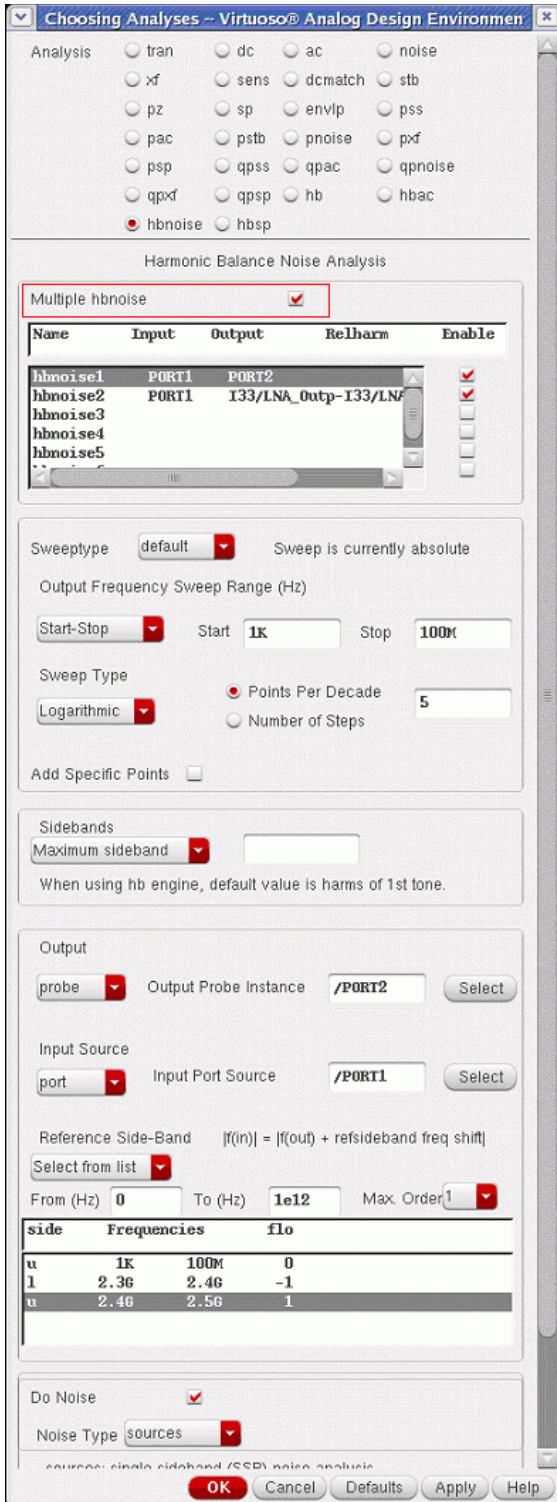 Choosing Analyses -- Virtuoso® Analog Design Environmen
Analysis tran dc ac noise
xf sens dcmatch stb
pz sp envlp pss
pac pstb pnoise pxf
psp qpss qpac qpnoise
qpxf qpsp hb hbac
hbnoise hbsp
Harmonic Balance Noise Analysis
Multiple hbnoise
Name Input Output Relharm Enable
hbnoise1 PORT1 PORT2
hbnoise2 PORT1 I33/LNA_Outp-I33/LNA
hbnoise3
hbnoise4
hbnoise5
Sweeptype default Sweep is currently absolute
Output Frequency Sweep Range (Hz)
Start-Stop Start 1K Stop 100M
Sweep Type
Logarithmic
Points Per Decade 5
Number of Steps
Add Specific Points
Sidebands
Maximum sideband
When using hb engine, default value is harms of 1st tone.
Output
probe Output Probe Instance /PORT2 Select
Input Source
port Input Port Source /PORT1 Select
Reference Side-Band |f(in)| = |f(out) + refsideband freq shift|
Select from list
From (Hz) 0 To (Hz) 1e12 Max. Order 1
side Frequencies flo
u 1K 100M 0
l 2.3G 2.4G -1
u 2.4G 2.5G 1
Do Noise
Noise Type sources
sources: single sideband (SSB) noise analysis
OK Cancel Defaults Apply Help